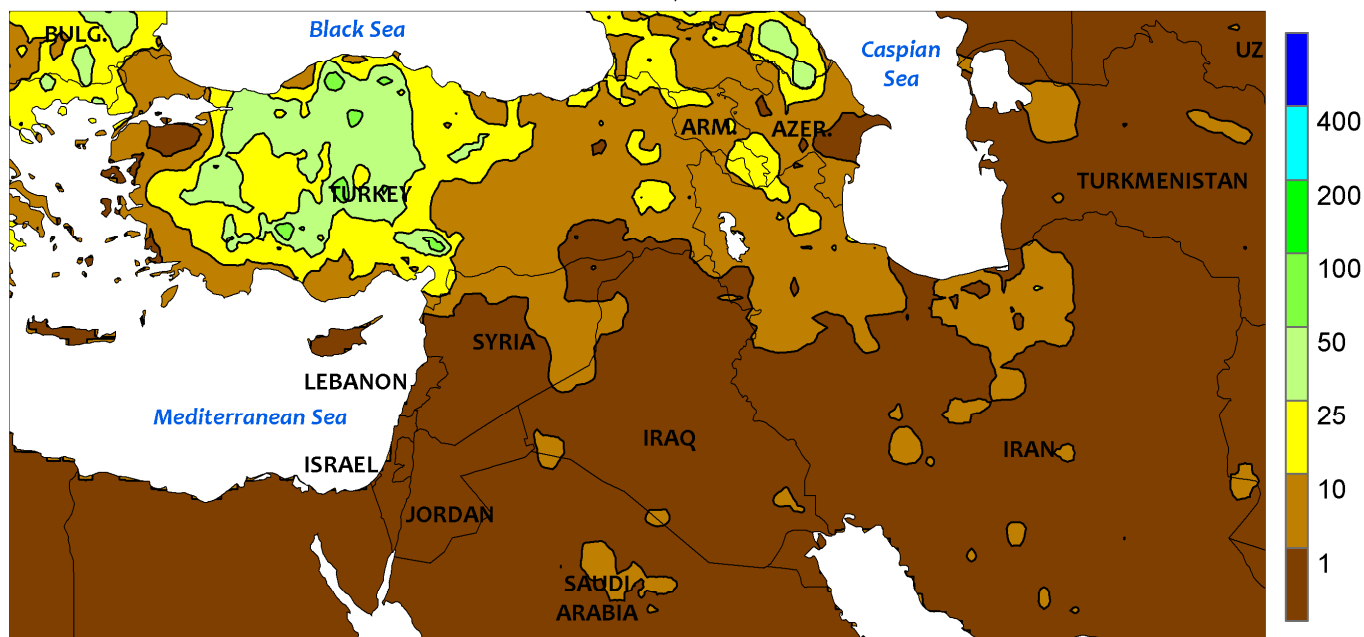 BULG.
Black Sea
Caspian
Sea
UZ
ARM.
AZER.
TURKMENISTAN
TURKEY
SYRIA
LEBANON
Mediterranean Sea
ISRAEL
IRAQ
IRAN
JORDAN
SAUDI
ARABIA
400
200
100
50
25
10
1